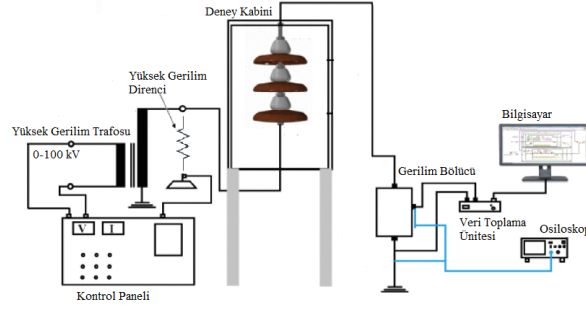 Deney Kabini
Yüksek Gerilim
Direnci
Yüksek Gerilim Trafosu
0-100 kV
V
I
Kontrol Paneli
Bilgisayar
Gerilim Bölücü
Veri Toplama
Ünitesi
Osiloskop